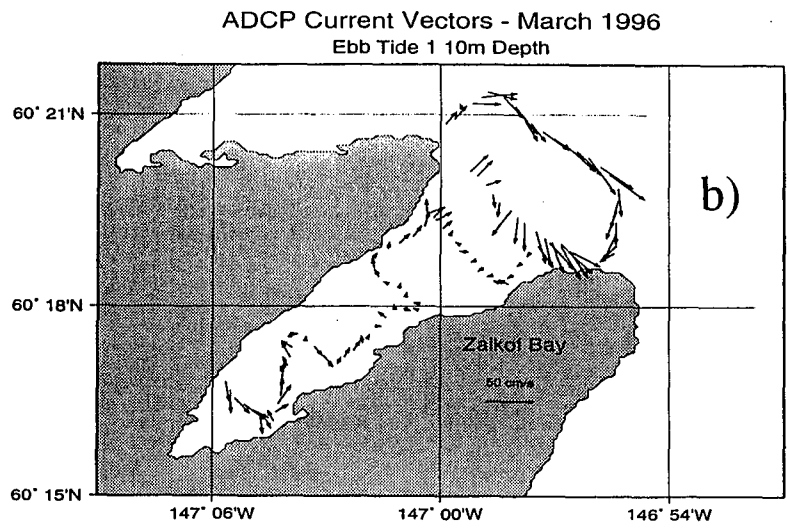 ADCP Current Vectors - March 1996
Ebb Tide 1 10m Depth
60° 21'N
b)
60° 18'N
Zaikof Bay
50 cm/s
60° 15'N
147° 06'W
147° 00'W
146° 54'W